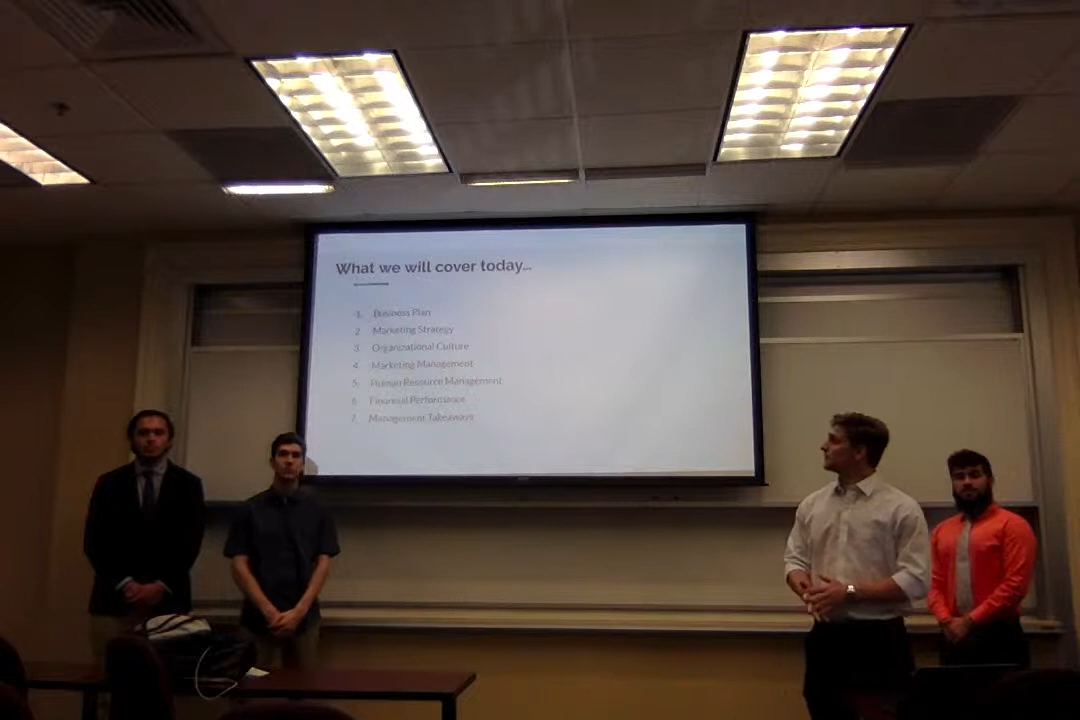 What we will cover today...
1. Business Plan
2. Marketing Strategy
3. Organizational Culture
4. Marketing Management
5. Human Resource Management
6. Financial Performance
7. Management Takeaways